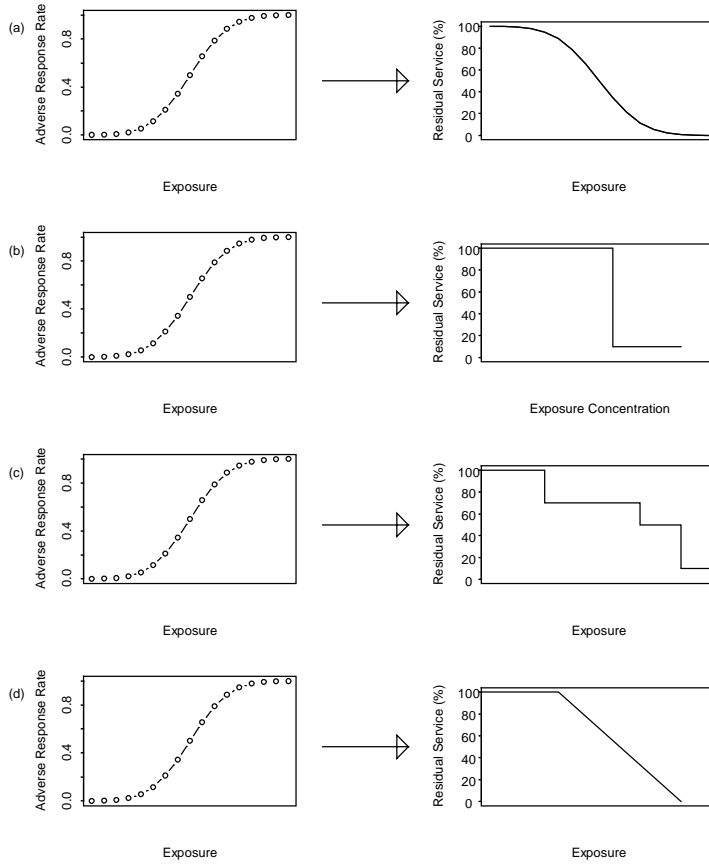 (a)
Adverse Response Rate
0.0 0.4 0.8
Exposure
Residual Service (%)
100
80
60
40
20
0
Exposure
(b)
Adverse Response Rate
0.0 0.4 0.8
Exposure
Residual Service (%)
100
80
60
40
20
0
Exposure Concentration
(c)
Adverse Response Rate
0.0 0.4 0.8
Exposure
Residual Service (%)
100
80
60
40
20
0
Exposure
(d)
Adverse Response Rate
0.0 0.4 0.8
Exposure
Residual Service (%)
100
80
60
40
20
0
Exposure